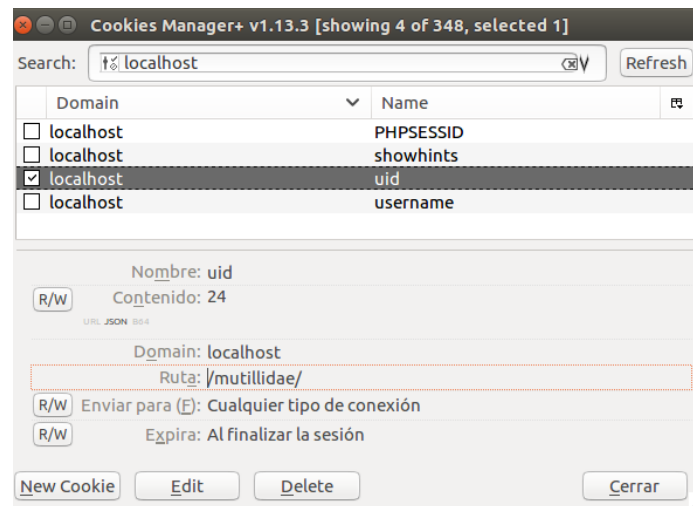 Cookies Manager+ v1.13.3 [showing 4 of 348, selected 1]
Search: localhost Refresh
Domain Name
localhost PHPSESSID
localhost showhints
localhost uid
localhost username
Nombre: uid
R/W Contenido: 24
URL JSON B64
Domain: localhost
Ruta: /mutillidae/
R/W Enviar para (F): Cualquier tipo de conexión
R/W Expira: Al finalizar la sesión
New Cookie Edit Delete Cerrar